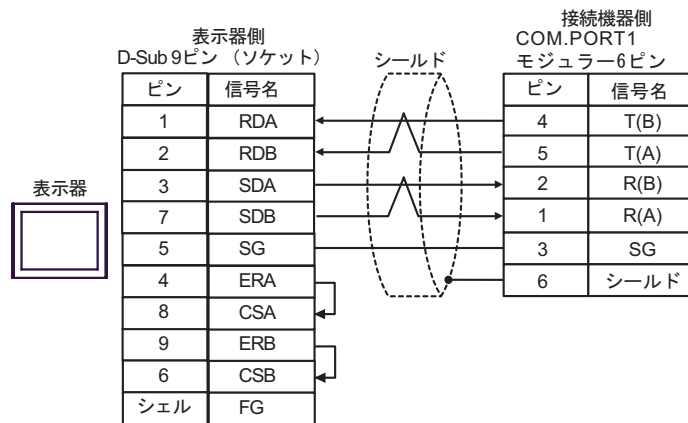 表示器側
D-Sub 9ピン （ソケット）
シールド
接続機器側
COM.PORT1
モジュラー6ピン
ピン 信号名
1 RDA
2 RDB
3 SDA
7 SDB
5 SG
4 ERA
8 CSA
9 ERB
6 CSB
シェル FG
ピン 信号名
4 T(B)
5 T(A)
2 R(B)
1 R(A)
3 SG
6 シールド
表示器